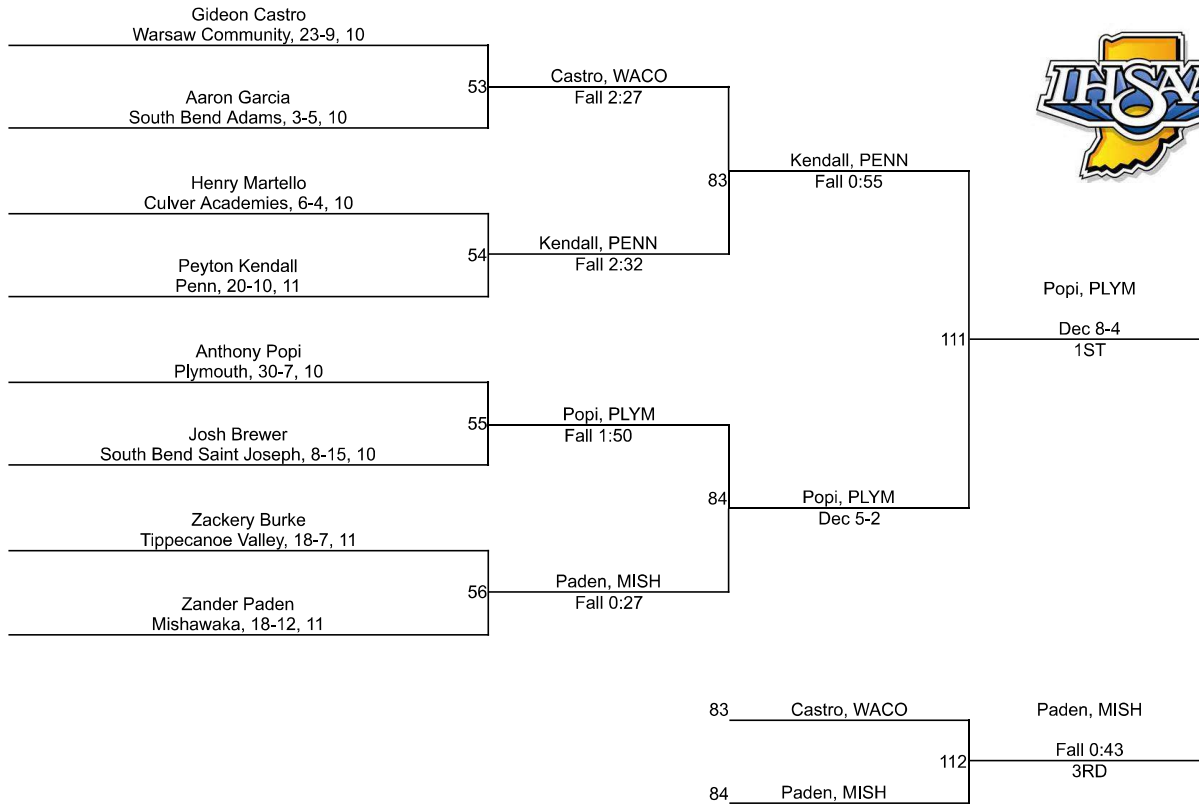 Gideon Castro
Warsaw Community, 23-9, 10
53
Aaron Garcia
South Bend Adams, 3-5, 10
Castro, WACO
Fall 2:27
Henry Martello
Culver Academies, 6-4, 10
54
Peyton Kendall
Penn, 20-10, 11
Kendall, PENN
Fall 2:32
83
Kendall, PENN
Fall 0:55
Anthony Popi
Plymouth, 30-7, 10
55
Josh Brewer
South Bend Saint Joseph, 8-15, 10
Popi, PLYM
Fall 1:50
Zackery Burke
Tippecanoe Valley, 18-7, 11
56
Zander Paden
Mishawaka, 18-12, 11
Paden, MISH
Fall 0:27
84
Popi, PLYM
Dec 5-2
111
Popi, PLYM
Dec 8-4
1ST
IHSAA
83
Castro, WACO
84
Paden, MISH
112
Paden, MISH
Fall 0:43
3RD